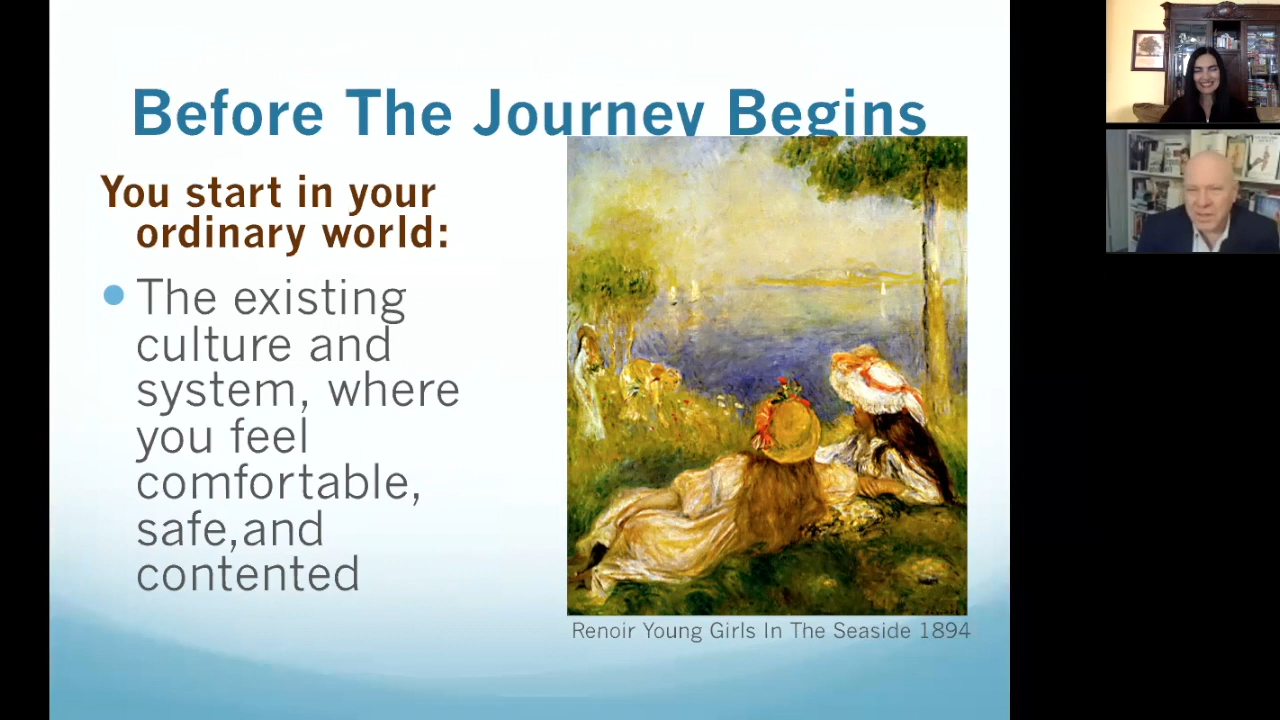 Before The Journey Begins
You start in your
ordinary world:
The existing
culture and
system, where
you feel
comfortable,
safe,and
contented
Renoir Young Girls In The Seaside 1894